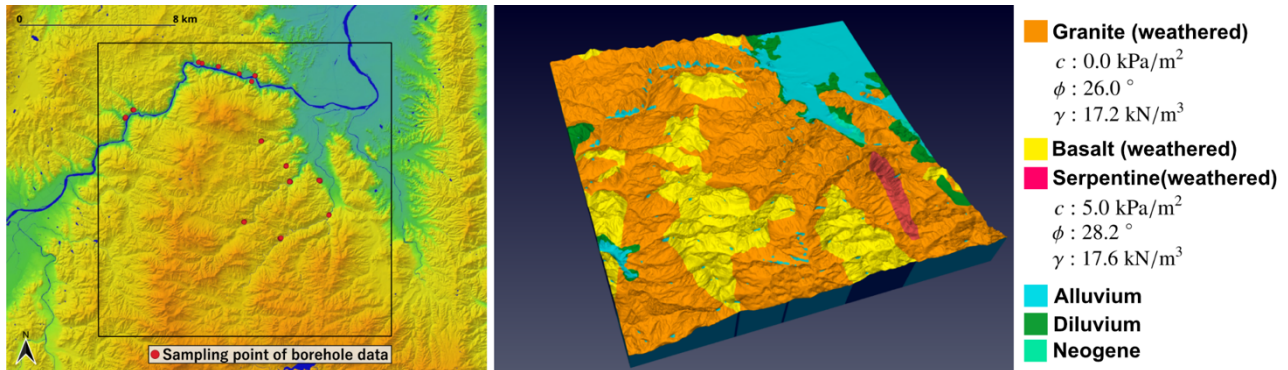 0 8 km
N
Sampling point of borehole data
Granite (weathered)
c : 0.0 kPa/m²
ϕ : 26.0 °
γ : 17.2 kN/m³
Basalt (weathered)
Serpentine(weathered)
c : 5.0 kPa/m²
ϕ : 28.2 °
γ : 17.6 kN/m³
Alluvium
Diluvium
Neogene